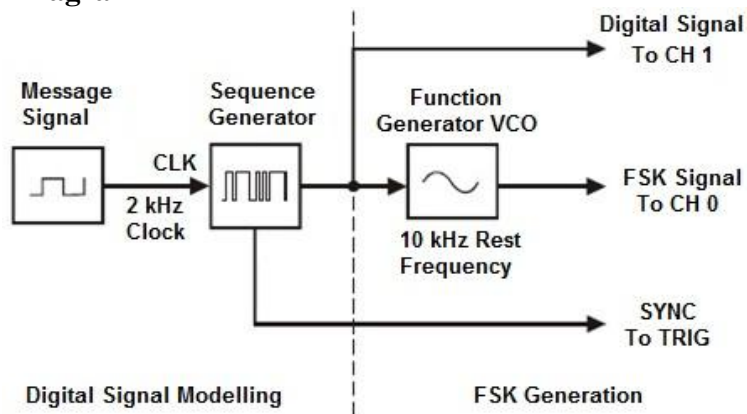 Digital Signal
To CH 1
Message
Signal
Sequence
Generator
Function
Generator VCO
CLK
2 kHz
Clock
FSK Signal
To CH 0
10 kHz Rest
Frequency
SYNC
To TRIG
Digital Signal Modelling
FSK Generation